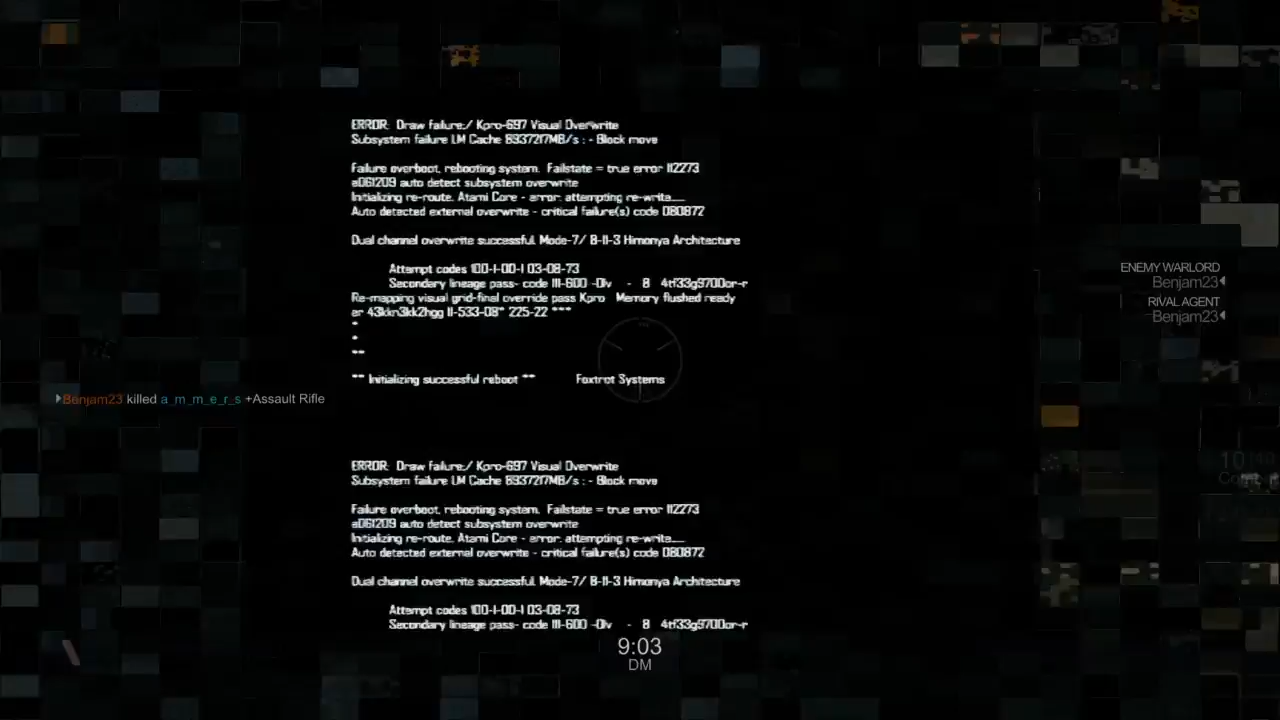 ERROR: Draw failure:/ Kpro-697 Visual Overwrite
Subsystem failure LM Cache 8937217MB/s : - Block move
Failure overboot, rebooting system. Failstate = true error 112273
a061209 auto detect subsystem overwrite
Initializing re-route. Atami Core - error: attempting re-write......
Auto detected external overwrite - critical failure(s) code 080872
Dual channel overwrite successful. Mode-7/ 8-11-3 Himonya Architecture
Attempt codes 100-1-00-1 03-08-73
Secondary lineage pass- code 111-600 -Div - 8 4tf33g9700or-r
Re-mapping visual grid-final override pass Kpro Memory flushed ready
er 43kkn3kk2hgg 11-533-08* 225-22 ***
*
*
**
** Initializing successful reboot ** Foxtrot Systems
ENEMY WARLORD
Benjam23
RIVAL AGENT
Benjam23
Benjam23 killed a_m_m_e_r_s +Assault Rifle
ERROR: Draw failure:/ Kpro-697 Visual Overwrite
Subsystem failure LM Cache 8937217MB/s : - Block move
Failure overboot, rebooting system. Failstate = true error 112273
a061209 auto detect subsystem overwrite
Initializing re-route. Atami Core - error: attempting re-write......
Auto detected external overwrite - critical failure(s) code 080872
Dual channel overwrite successful. Mode-7/ 8-11-3 Himonya Architecture
Attempt codes 100-1-00-1 03-08-73
Secondary lineage pass- code 111-600 -Div - 8 4tf33g9700or-r
9:03
DM